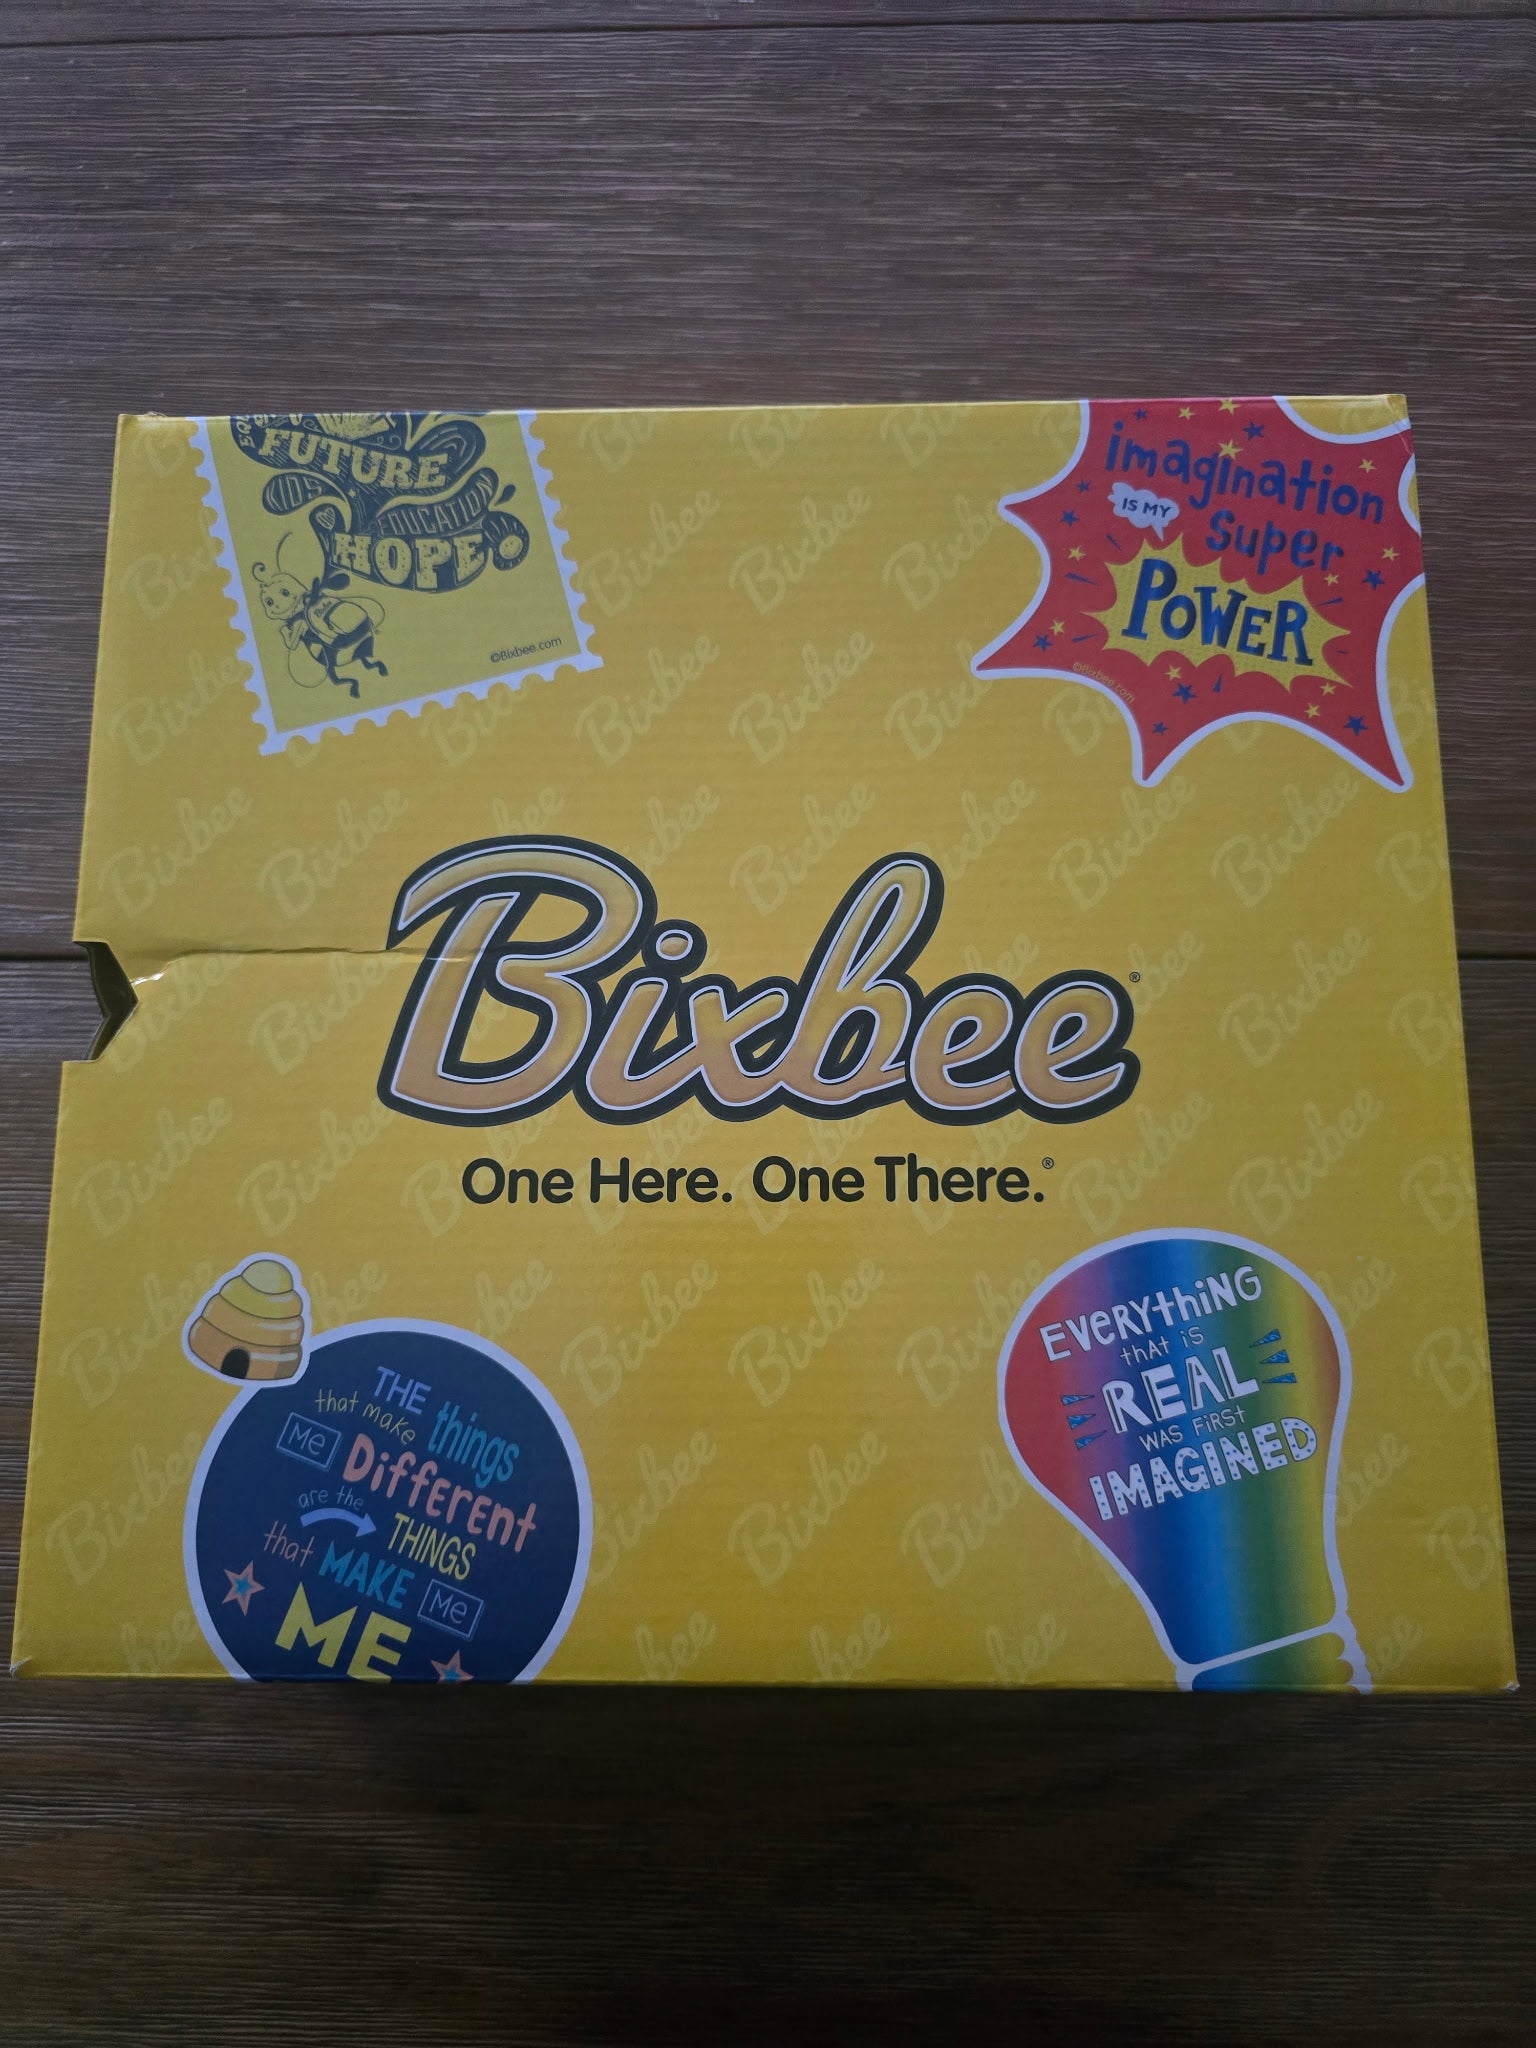 FUTURE
KIDS
EDUCATION
HOPE
©Bixbee.com
imagination
IS MY
super
POWER
©Bixbee.com
Bixbee®
One Here. One There.®
THE things
that make
Me Different
are the THINGS
that MAKE Me
ME
EVERYthiNG
thAt is
REAL
WAS FiRSt
IMAGINED